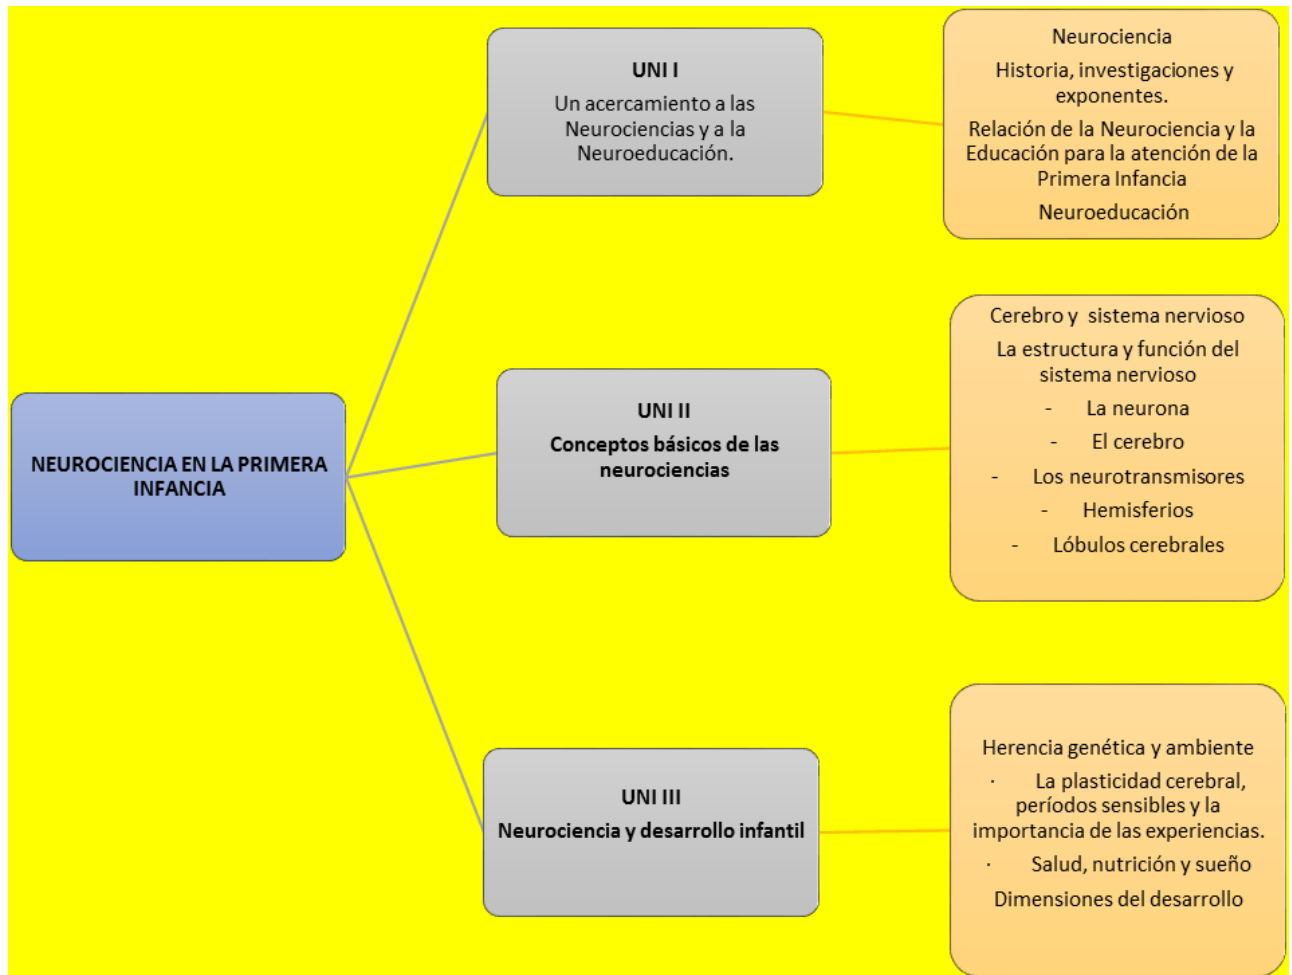 NEUROCIENCIA EN LA PRIMERA
INFANCIA
UNI I
Un acercamiento a las
Neurociencias y a la
Neuroeducación.
Neurociencia
Historia, investigaciones y
exponentes.
Relación de la Neurociencia y la
Educación para la atención de la
Primera Infancia
Neuroeducación
UNI II
Conceptos básicos de las
neurociencias
Cerebro y  sistema nervioso
La estructura y función del
sistema nervioso
- La neurona
- El cerebro
- Los neurotransmisores
- Hemisferios
- Lóbulos cerebrales
UNI III
Neurociencia y desarrollo infantil
Herencia genética y ambiente
· La plasticidad cerebral,
períodos sensibles y la
importancia de las experiencias.
· Salud, nutrición y sueño
Dimensiones del desarrollo